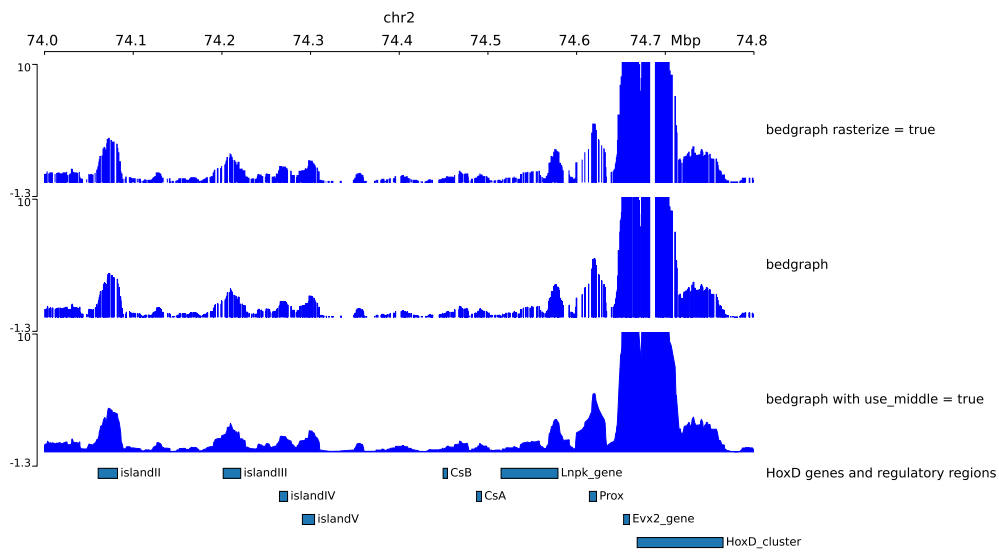 chr2
74.0 74.1 74.2 74.3 74.4 74.5 74.6 74.7 Mbp 74.8
10
bedgraph rasterize = true
-1.3
10
bedgraph
-1.3
10
bedgraph with use_middle = true
-1.3
islandII islandIII CsB Lnpk_gene HoxD genes and regulatory regions
islandIV CsA Prox
islandV Evx2_gene
HoxD_cluster